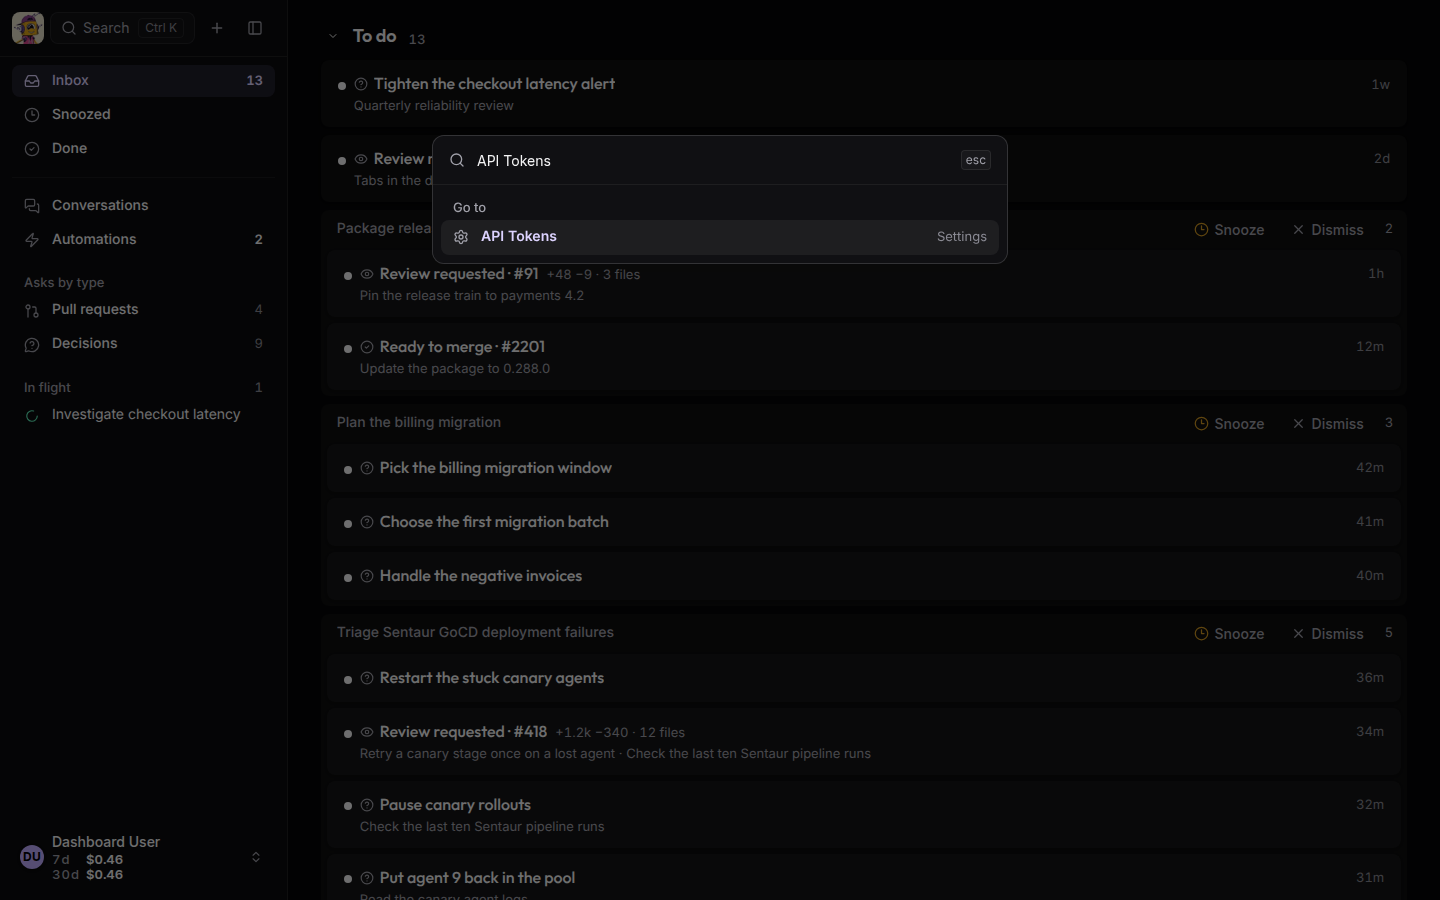 Search Ctrl K
Inbox 13
Snoozed
Done
Conversations
Automations 2
Asks by type
Pull requests 4
Decisions 9
In flight 1
Investigate checkout latency
Dashboard User
DU
7d $0.46
30d $0.46
To do 13
Tighten the checkout latency alert 1w
Quarterly reliability review
Review r 2d
Tabs in the d
API Tokens esc
Go to
API Tokens Settings
Package relea Snooze Dismiss 2
Review requested · #91 +48 −9 · 3 files 1h
Pin the release train to payments 4.2
Ready to merge · #2201 12m
Update the package to 0.288.0
Plan the billing migration Snooze Dismiss 3
Pick the billing migration window 42m
Choose the first migration batch 41m
Handle the negative invoices 40m
Triage Sentaur GoCD deployment failures Snooze Dismiss 5
Restart the stuck canary agents 36m
Review requested · #418 +1.2k −340 · 12 files 34m
Retry a canary stage once on a lost agent · Check the last ten Sentaur pipeline runs
Pause canary rollouts 32m
Check the last ten Sentaur pipeline runs
Put agent 9 back in the pool 31m
Read the canary agent logs